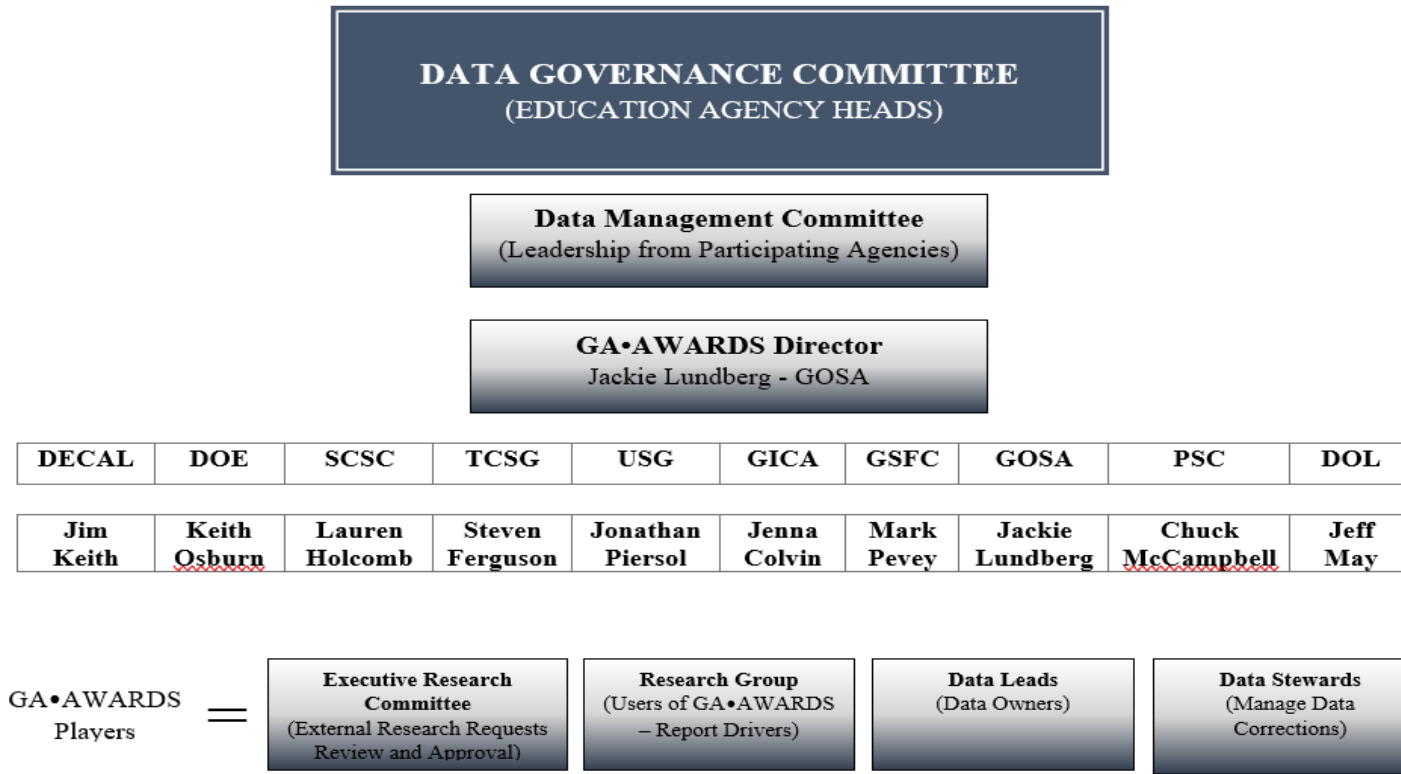 DATA GOVERNANCE COMMITTEE
(EDUCATION AGENCY HEADS)
Data Management Committee
(Leadership from Participating Agencies)
GA•AWARDS Director
Jackie Lundberg - GOSA
DECAL DOE SCSC TCSG USG GICA GSFC GOSA PSC DOL
Jim Keith Lauren Steven Jonathan Jenna Mark Jackie Chuck Jeff
Keith Osburn Holcomb Ferguson Piersol Colvin Pevey Lundberg McCampbell May
GA•AWARDS
Players
=
Executive Research
Committee
(External Research Requests
Review and Approval)
Research Group
(Users of GA•AWARDS
– Report Drivers)
Data Leads
(Data Owners)
Data Stewards
(Manage Data
Corrections)